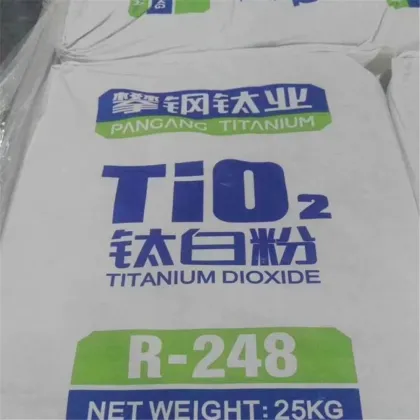 攀钢钛业
PANGANG TITANIUM
TiO2
钛白粉
TITANIUM DIOXIDE
R-248
NET WEIGHT: 25KG